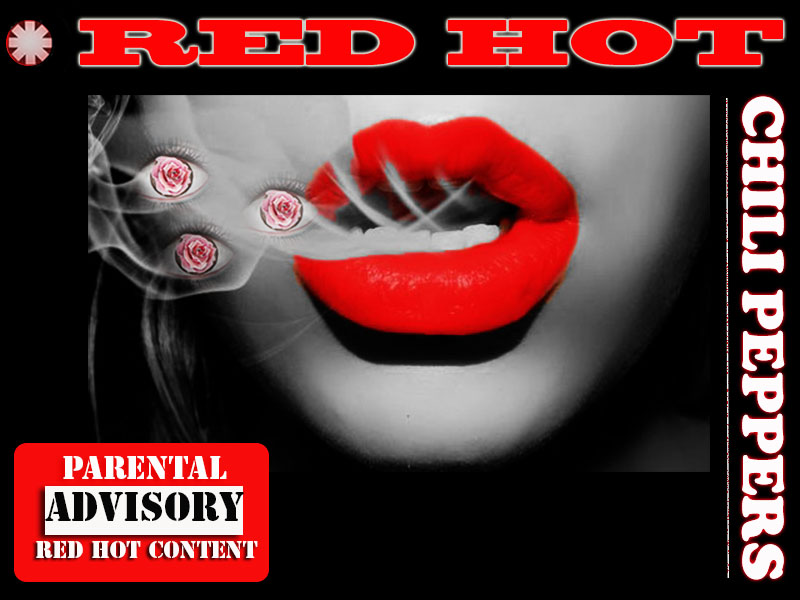 RED HOT
CHILI PEPPERS
PARENTAL
ADVISORY
RED HOT CONTENT